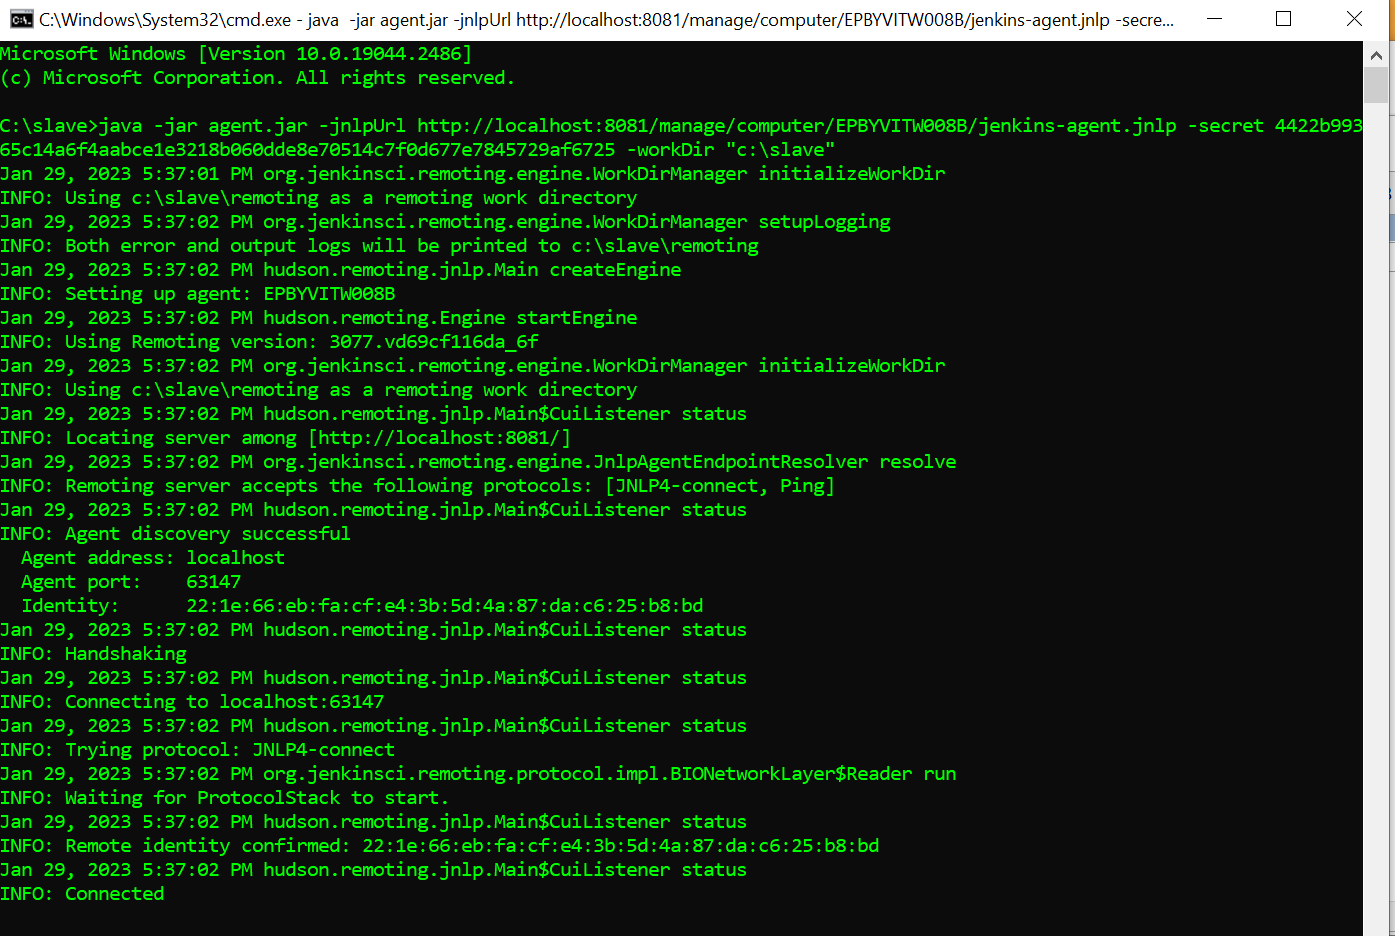 C:\Windows\System32\cmd.exe - java  -jar agent.jar -jnlpUrl http://localhost:8081/manage/computer/EPBYVITW008B/jenkins-agent.jnlp -secre...
Microsoft Windows [Version 10.0.19044.2486]
(c) Microsoft Corporation. All rights reserved.
C:\slave>java -jar agent.jar -jnlpUrl http://localhost:8081/manage/computer/EPBYVITW008B/jenkins-agent.jnlp -secret 4422b993
65c14a6f4aabce1e3218b060dde8e70514c7f0d677e7845729af6725 -workDir "c:\slave"
Jan 29, 2023 5:37:01 PM org.jenkinsci.remoting.engine.WorkDirManager initializeWorkDir
INFO: Using c:\slave\remoting as a remoting work directory
Jan 29, 2023 5:37:02 PM org.jenkinsci.remoting.engine.WorkDirManager setupLogging
INFO: Both error and output logs will be printed to c:\slave\remoting
Jan 29, 2023 5:37:02 PM hudson.remoting.jnlp.Main createEngine
INFO: Setting up agent: EPBYVITW008B
Jan 29, 2023 5:37:02 PM hudson.remoting.Engine startEngine
INFO: Using Remoting version: 3077.vd69cf116da_6f
Jan 29, 2023 5:37:02 PM org.jenkinsci.remoting.engine.WorkDirManager initializeWorkDir
INFO: Using c:\slave\remoting as a remoting work directory
Jan 29, 2023 5:37:02 PM hudson.remoting.jnlp.Main$CuiListener status
INFO: Locating server among [http://localhost:8081/]
Jan 29, 2023 5:37:02 PM org.jenkinsci.remoting.engine.JnlpAgentEndpointResolver resolve
INFO: Remoting server accepts the following protocols: [JNLP4-connect, Ping]
Jan 29, 2023 5:37:02 PM hudson.remoting.jnlp.Main$CuiListener status
INFO: Agent discovery successful
  Agent address: localhost
  Agent port:    63147
  Identity:      22:1e:66:eb:fa:cf:e4:3b:5d:4a:87:da:c6:25:b8:bd
Jan 29, 2023 5:37:02 PM hudson.remoting.jnlp.Main$CuiListener status
INFO: Handshaking
Jan 29, 2023 5:37:02 PM hudson.remoting.jnlp.Main$CuiListener status
INFO: Connecting to localhost:63147
Jan 29, 2023 5:37:02 PM hudson.remoting.jnlp.Main$CuiListener status
INFO: Trying protocol: JNLP4-connect
Jan 29, 2023 5:37:02 PM org.jenkinsci.remoting.protocol.impl.BIONetworkLayer$Reader run
INFO: Waiting for ProtocolStack to start.
Jan 29, 2023 5:37:02 PM hudson.remoting.jnlp.Main$CuiListener status
INFO: Remote identity confirmed: 22:1e:66:eb:fa:cf:e4:3b:5d:4a:87:da:c6:25:b8:bd
Jan 29, 2023 5:37:02 PM hudson.remoting.jnlp.Main$CuiListener status
INFO: Connected